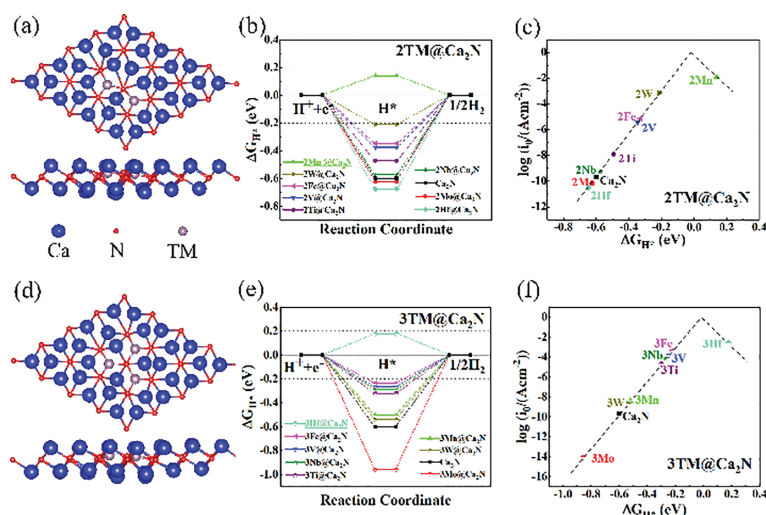 (a)
Ca
N
TM
(b)
2TM@Ca₂N
0.6
0.4
0.2
0.0
-0.2
-0.4
-0.6
-0.8
ΔG_H* (eV)
H⁺+e⁻
H*
1/2H₂
2Mn@Ca₂N
2W@Ca₂N
2Fe@Ca₂N
2V@Ca₂N
2Ti@Ca₂N
2Nb@Ca₂N
Ca₂N
2Mo@Ca₂N
2Hf@Ca₂N
Reaction Coordinate
(c)
0
-2
-4
-6
-8
-10
-12
log (i₀/(Acm⁻²))
2Mn
2W
2Fe
2V
2Ti
2Nb
Ca₂N
2Mo
2Hf
2TM@Ca₂N
-0.8 -0.6 -0.4 -0.2 0.0 0.2 0.4
ΔG_H* (eV)
(d)
(e)
3TM@Ca₂N
0.4
0.2
0.0
-0.2
-0.4
-0.6
-0.8
-1.0
ΔG_H* (eV)
H⁺+e⁻
H*
1/2H₂
3Hf@Ca₂N
3Fe@Ca₂N
3V@Ca₂N
3Nb@Ca₂N
3Ti@Ca₂N
3Mn@Ca₂N
3W@Ca₂N
Ca₂N
3Mo@Ca₂N
Reaction Coordinate
(f)
0
-2
-4
-6
-8
-10
-12
-14
-16
log (i₀/(Acm⁻²))
3Fe
3Hf
3Nb
3V
3Ti
3W
3Mn
Ca₂N
3Mo
3TM@Ca₂N
-1.0 -0.8 -0.6 -0.4 -0.2 0.0 0.2 0.4
ΔG_H* (eV)